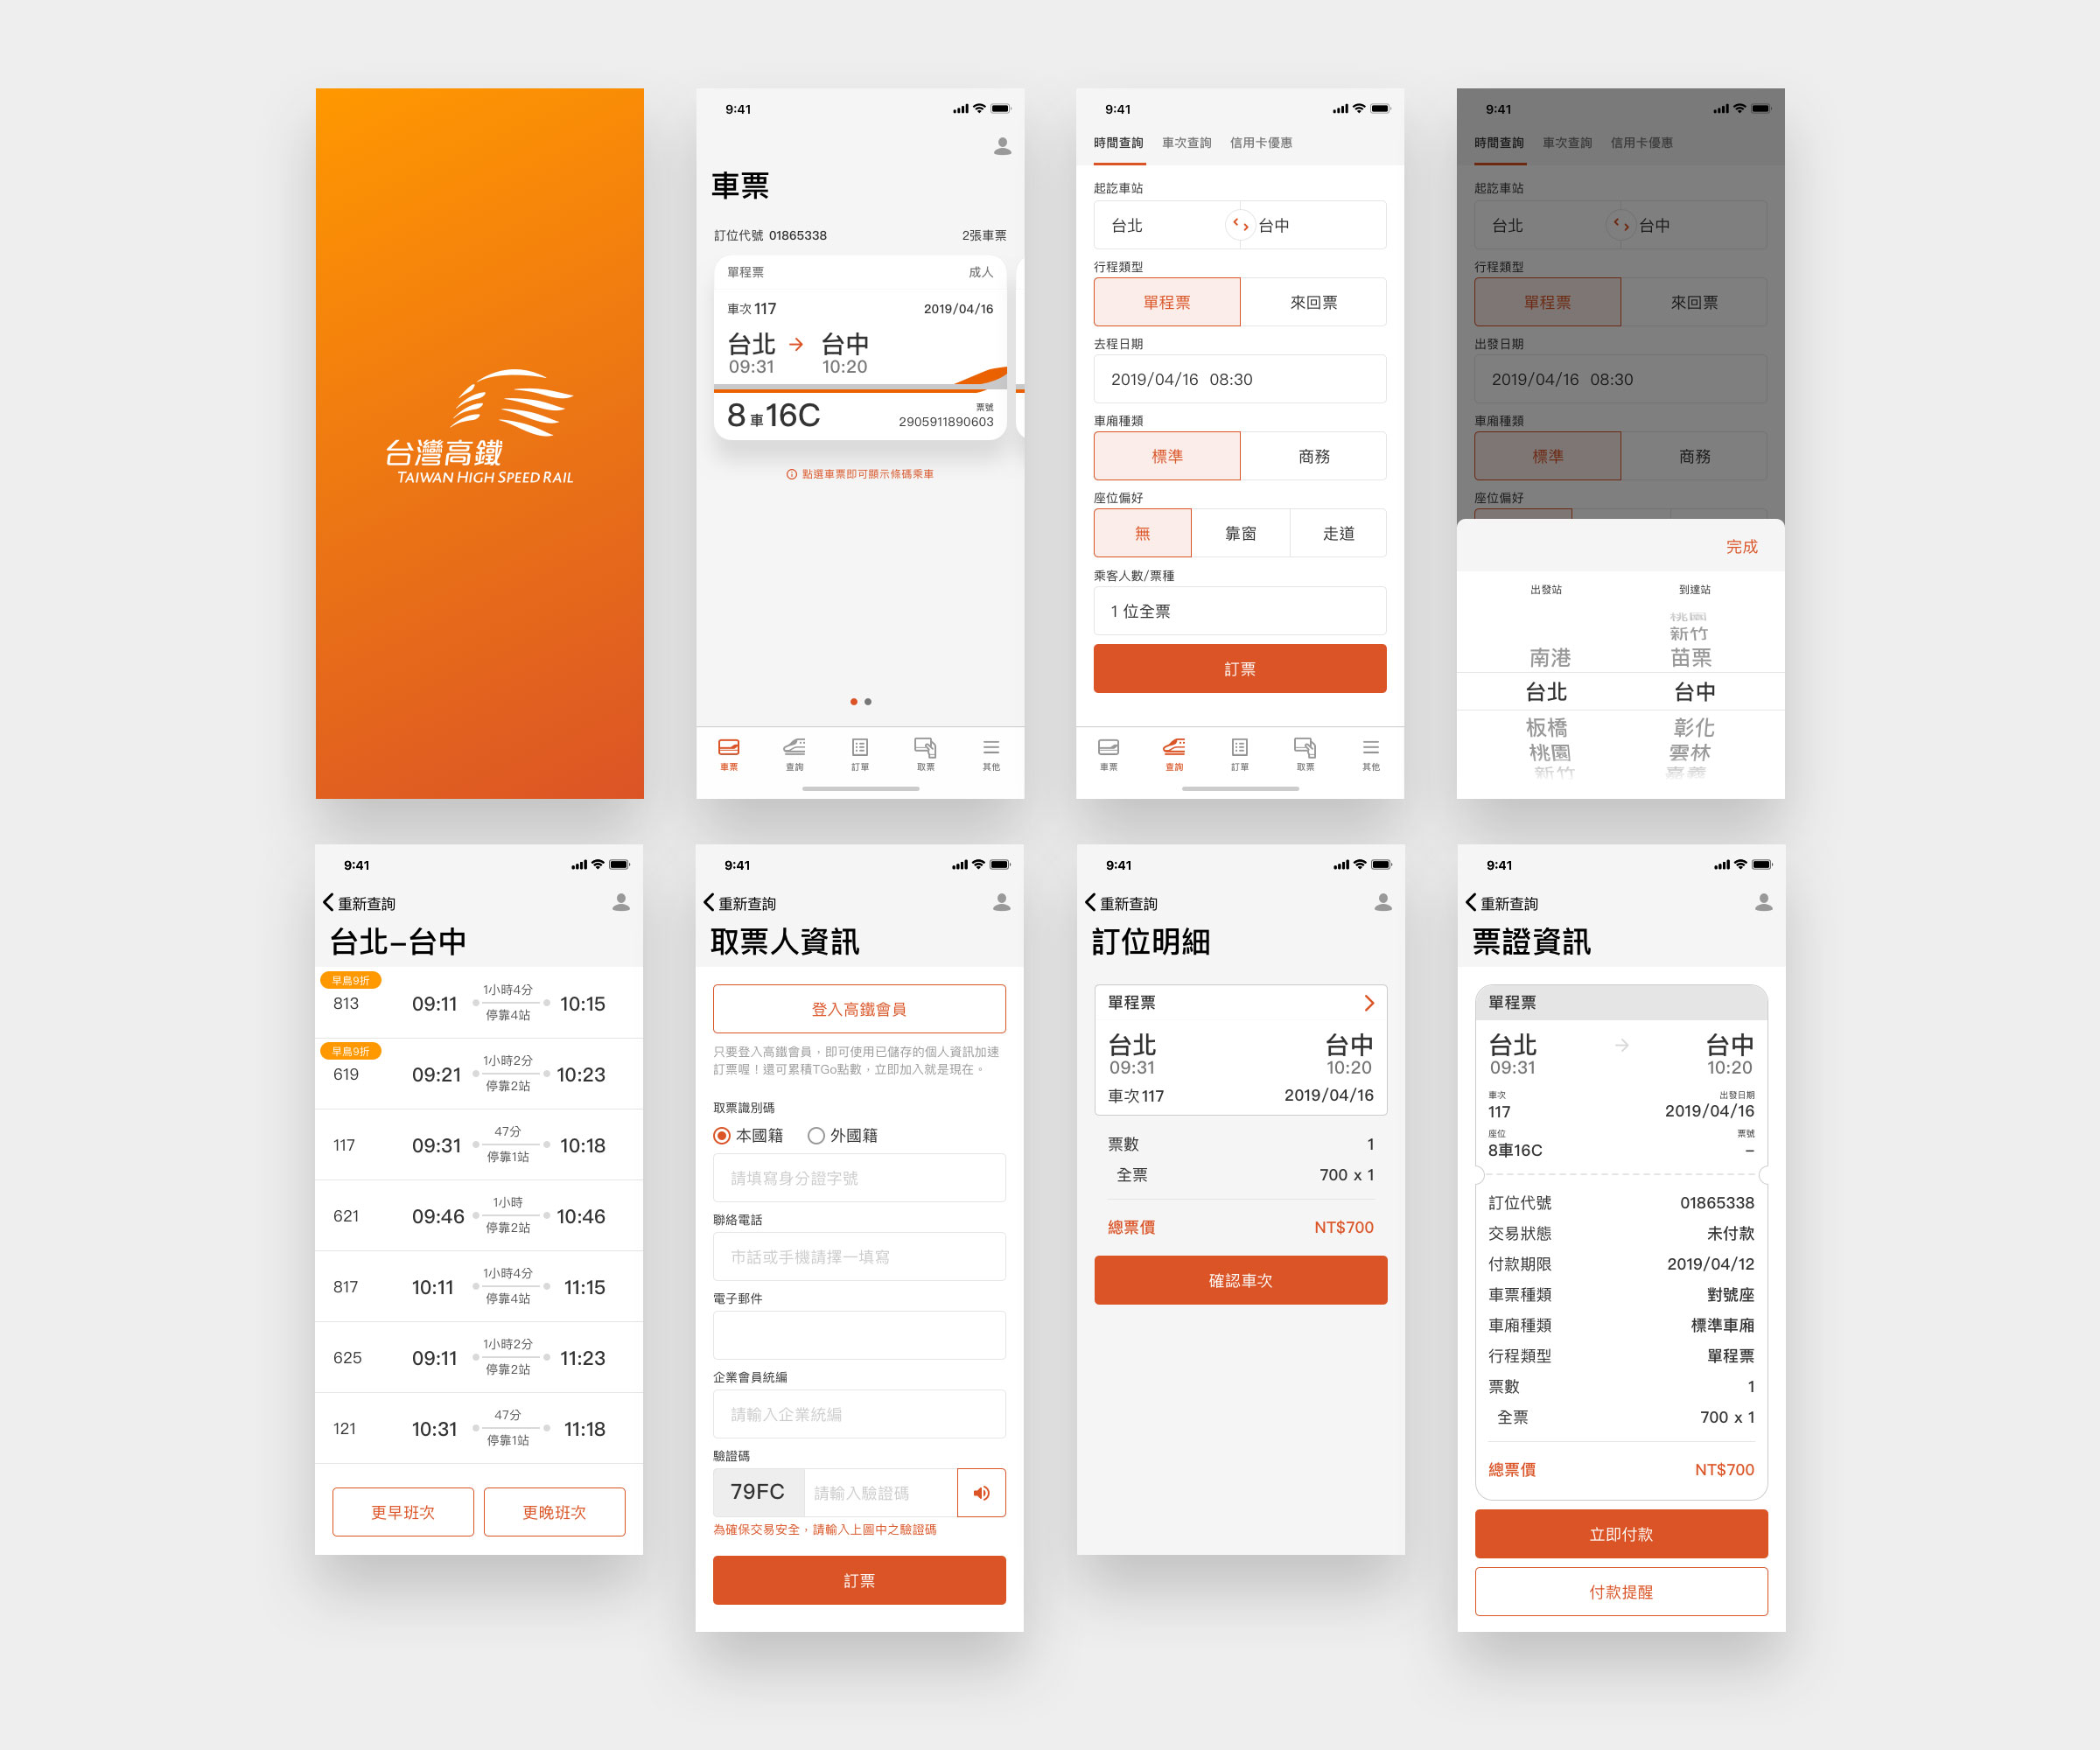 台灣高鐵
TAIWAN HIGH SPEED RAIL
9:41
車票
訂位代號 01865338 2張車票
單程票 成人
車次 117 2019/04/16
台北 台中
09:31 10:20
8車16C
票號
2905911890603
點選車票即可顯示條碼乘車
車票 查詢 訂單 取票 其他
9:41
時間查詢 車次查詢 信用卡優惠
起訖車站
台北 台中
行程類型
單程票 來回票
去程日期
2019/04/16 08:30
車廂種類
標準 商務
座位偏好
無 靠窗 走道
乘客人數/票種
1 位全票
訂票
車票 查詢 訂單 取票 其他
9:41
時間查詢 車次查詢 信用卡優惠
起訖車站
台北 台中
行程類型
單程票 來回票
出發日期
2019/04/16 08:30
車廂種類
標準 商務
座位偏好
完成
出發站 到達站
桃園
新竹
南港 苗栗
台北 台中
板橋 彰化
桃園 雲林
新竹 嘉義
9:41
重新查詢
台北–台中
早鳥9折
813 09:11 1小時4分 停靠4站 10:15
早鳥9折
619 09:21 1小時2分 停靠2站 10:23
117 09:31 47分 停靠1站 10:18
621 09:46 1小時 停靠2站 10:46
817 10:11 1小時4分 停靠4站 11:15
625 09:11 1小時2分 停靠2站 11:23
121 10:31 47分 停靠1站 11:18
更早班次 更晚班次
9:41
重新查詢
取票人資訊
登入高鐵會員
只要登入高鐵會員，即可使用已儲存的個人資訊加速
訂票喔！還可累積TGo點數，立即加入就是現在。
取票識別碼
本國籍 外國籍
請填寫身分證字號
聯絡電話
市話或手機請擇一填寫
電子郵件
企業會員統編
請輸入企業統編
驗證碼
79FC 請輸入驗證碼
為確保交易安全，請輸入上圖中之驗證碼
訂票
9:41
重新查詢
訂位明細
單程票
台北 台中
09:31 10:20
車次 117 2019/04/16
票數 1
全票 700 x 1
總票價 NT$700
確認車次
9:41
重新查詢
票證資訊
單程票
台北 台中
09:31 10:20
車次 出發日期
117 2019/04/16
座位 票號
8車16C –
訂位代號 01865338
交易狀態 未付款
付款期限 2019/04/12
車票種類 對號座
車廂種類 標準車廂
行程類型 單程票
票數 1
全票 700 x 1
總票價 NT$700
立即付款
付款提醒